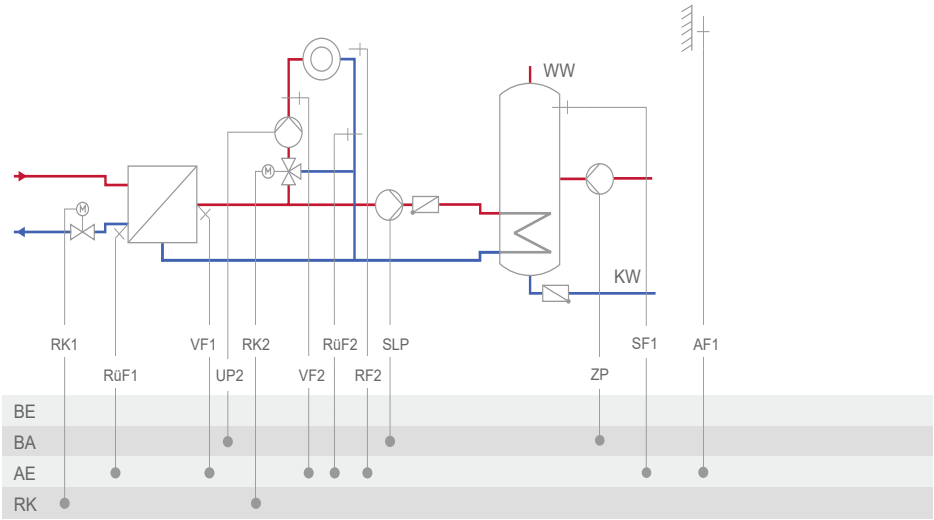 WW
M
M
KW
RK1 VF1 RK2 RüF2 SLP SF1 AF1
RüF1 UP2 VF2 RF2 ZP
BE
BA
AE
RK